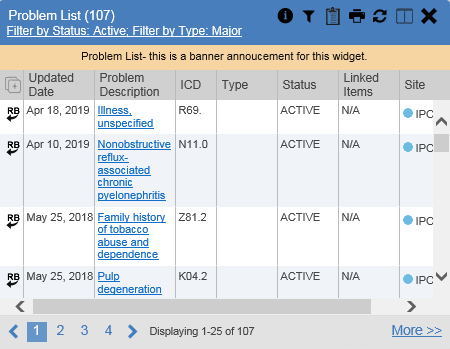 Problem List (107)
Filter by Status: Active; Filter by Type: Major
Problem List- this is a banner annoucement for this widget.
Updated Date Problem Description ICD Type Status Linked Items Site
RB Apr 18, 2019 Illness, R69. ACTIVE N/A IPC
unspecified
RB Apr 10, 2019 Nonobstructive N11.0 ACTIVE N/A IPC
reflux-
associated
chronic
pyelonephritis
RB May 25, 2018 Family history Z81.2 ACTIVE N/A IPC
of tobacco
abuse and
dependence
RB May 25, 2018 Pulp K04.2 ACTIVE N/A IPC
degeneration
1 2 3 4 Displaying 1-25 of 107 More >>